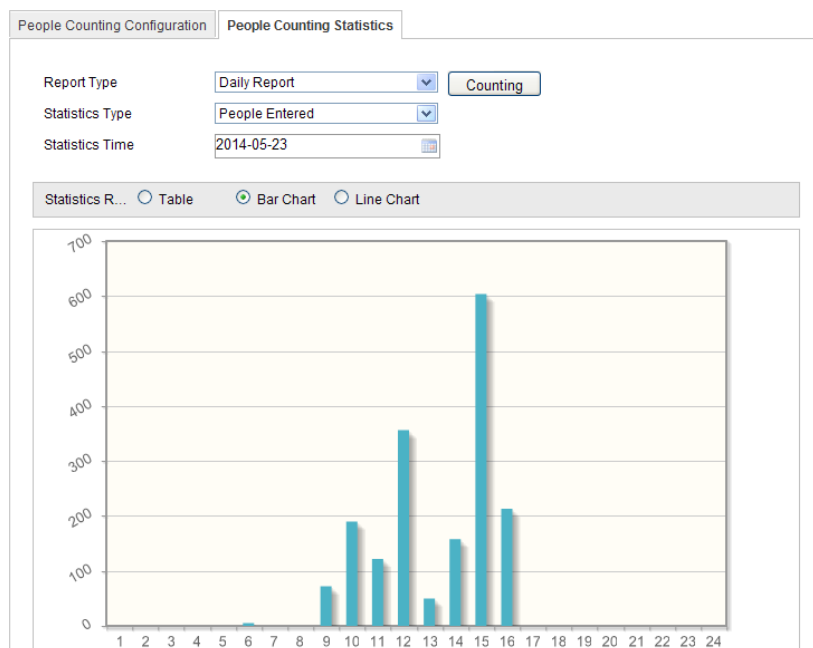 People Counting Configuration People Counting Statistics
Report Type Daily Report Counting
Statistics Type People Entered
Statistics Time 2014-05-23
Statistics R... Table Bar Chart Line Chart
700
600
500
400
300
200
100
0
1 2 3 4 5 6 7 8 9 10 11 12 13 14 15 16 17 18 19 20 21 22 23 24